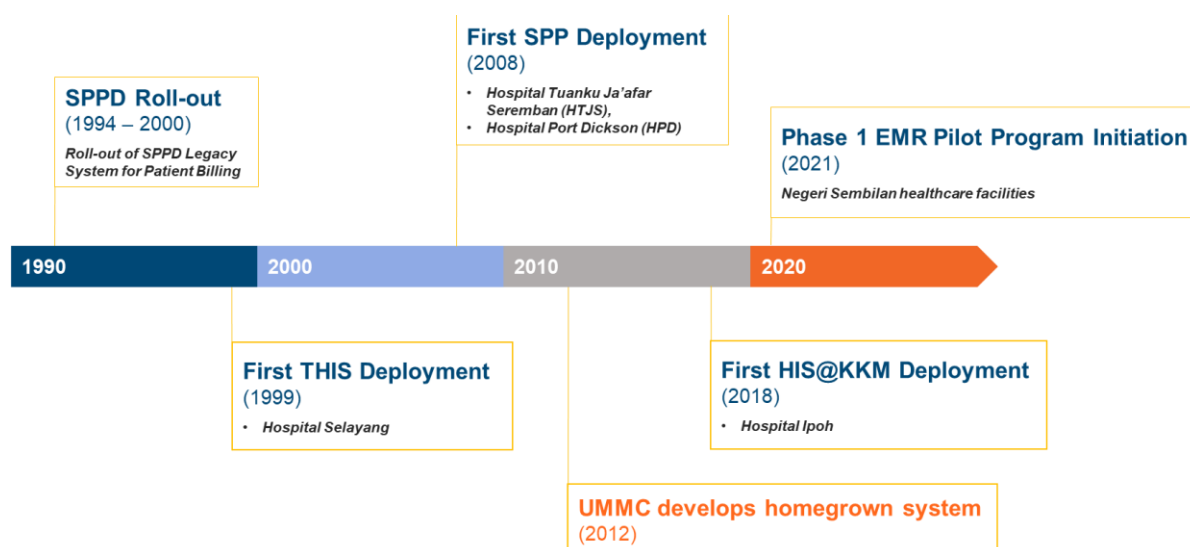 First SPP Deployment
(2008)
• Hospital Tuanku Ja'afar
Seremban (HTJS),
• Hospital Port Dickson (HPD)
SPPD Roll-out
(1994 – 2000)
Roll-out of SPPD Legacy
System for Patient Billing
Phase 1 EMR Pilot Program Initiation
(2021)
Negeri Sembilan healthcare facilities
1990
2000
2010
2020
First THIS Deployment
(1999)
• Hospital Selayang
First HIS@KKM Deployment
(2018)
• Hospital Ipoh
UMMC develops homegrown system
(2012)